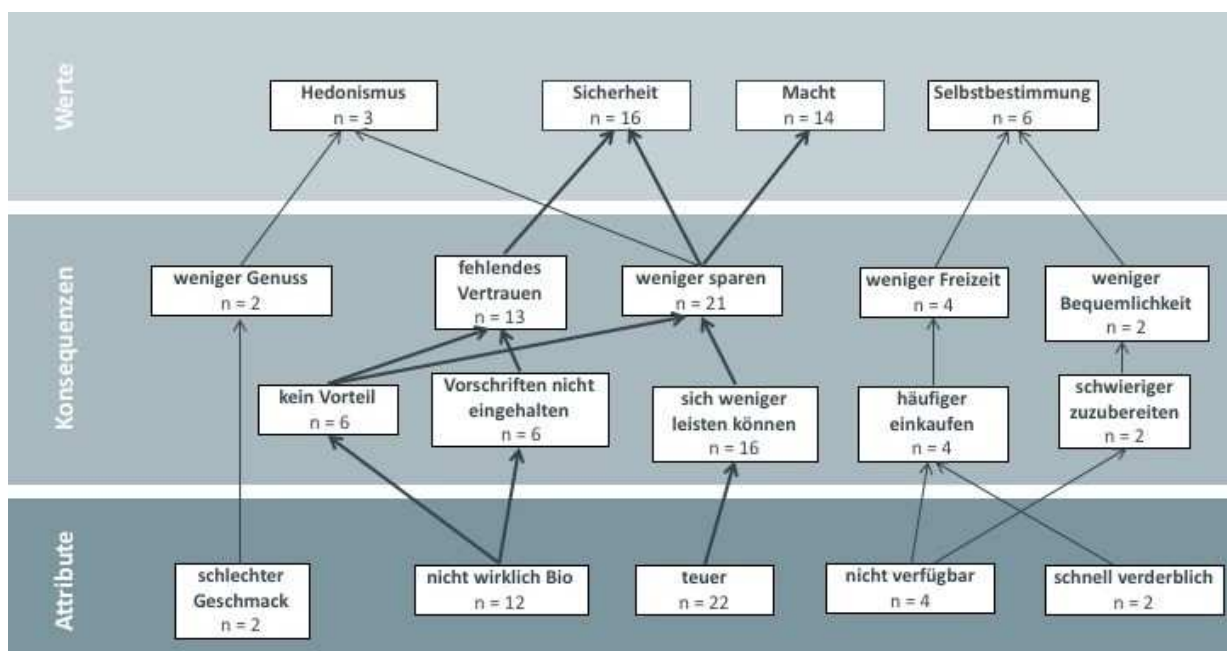 Werte
Hedonismus
n = 3
Sicherheit
n = 16
Macht
n = 14
Selbstbestimmung
n = 6
Konsequenzen
weniger Genuss
n = 2
fehlendes
Vertrauen
n = 13
weniger sparen
n = 21
weniger Freizeit
n = 4
weniger
Bequemlichkeit
n = 2
kein Vorteil
n = 6
Vorschriften nicht
eingehalten
n = 6
sich weniger
leisten können
n = 16
häufiger
einkaufen
n = 4
schwieriger
zuzubereiten
n = 2
Attribute
schlechter
Geschmack
n = 2
nicht wirklich Bio
n = 12
teuer
n = 22
nicht verfügbar
n = 4
schnell verderblich
n = 2